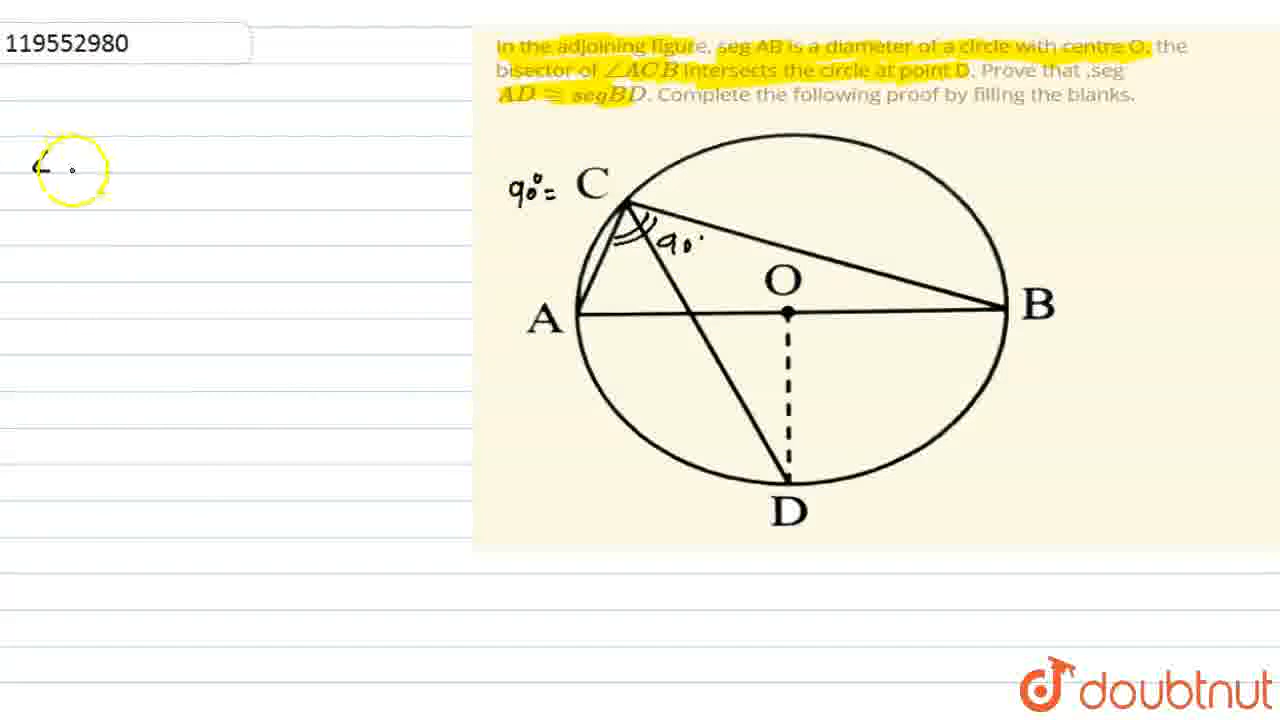 119552980
In the adjoining figure, seg AB is a diameter of a circle with centre O, the
bisector of ∠ACB intersects the circle at point D. Prove that ,seg
AD ≅ segBD. Complete the following proof by filling the blanks.
∠
90°=
C
90°
O
A
B
D
doubtnut